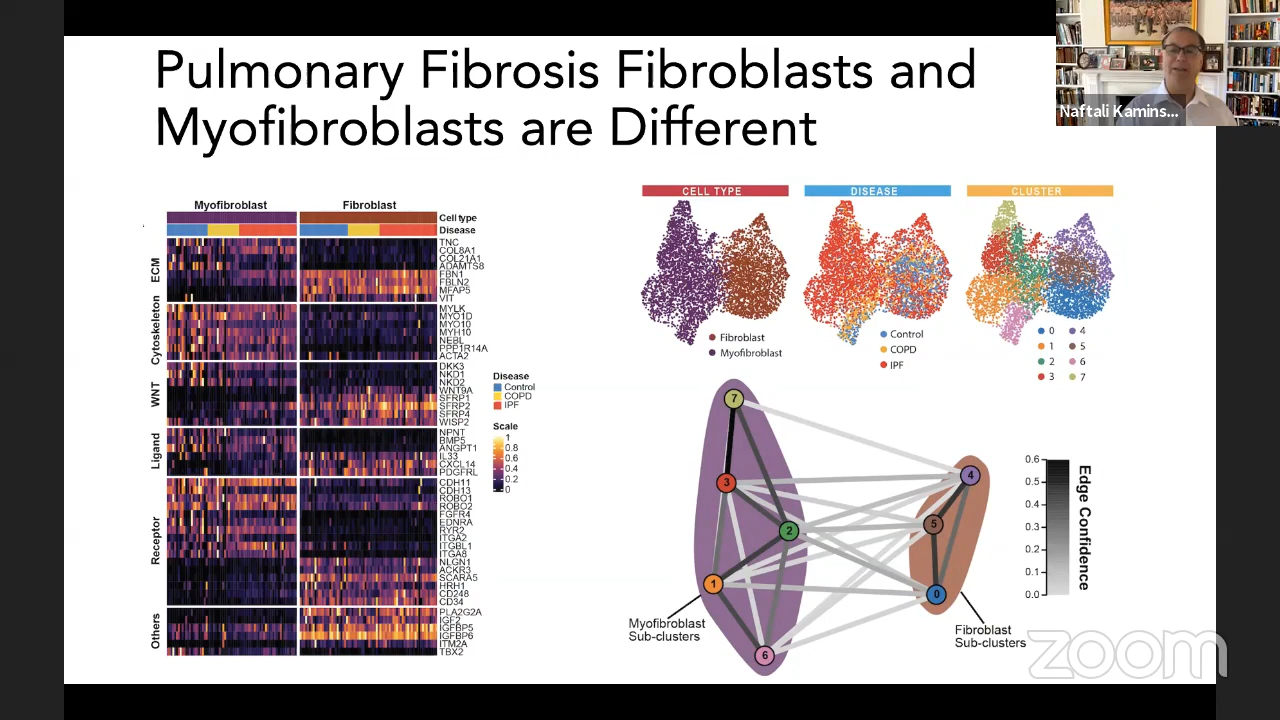 Pulmonary Fibrosis Fibroblasts and
Myofibroblasts are Different
Naftali Kamins...
Myofibroblast
Fibroblast
Cell type
Disease
ECM
TNC
COL8A1
COL21A1
ADAMTS8
FBN1
FBLN2
MFAP5
VIT
Cytoskeleton
MYLK
MYO1D
MYO10
MYH10
NEBL
PPP1R14A
ACTA2
WNT
DKK3
NKD1
NKD2
WNT9A
SFRP1
SFRP2
SFRP4
WISP2
Ligand
NPNT
BMP5
ANGPT1
IL33
CXCL14
PDGFRL
Receptor
CDH11
CDH13
ROBO1
ROBO2
FGFR4
EDNRA
RYR2
ITGA2
ITGBL1
ITGA8
NLGN1
ACKR3
SCARA5
HRH1
CD248
CD34
Others
PLA2G2A
IGF2
IGFBP5
IGFBP6
ITM2A
TBX2
Disease
Control
COPD
IPF
Scale
1
0.8
0.6
0.4
0.2
0
CELL TYPE
Fibroblast
Myofibroblast
DISEASE
Control
COPD
IPF
CLUSTER
0 4
1 5
2 6
3 7
7
3
2
1
6
4
5
0
Myofibroblast
Sub-clusters
Fibroblast
Sub-clusters
0.6
0.5
0.4
0.3
0.2
0.1
0.0
Edge Confidence
zoom